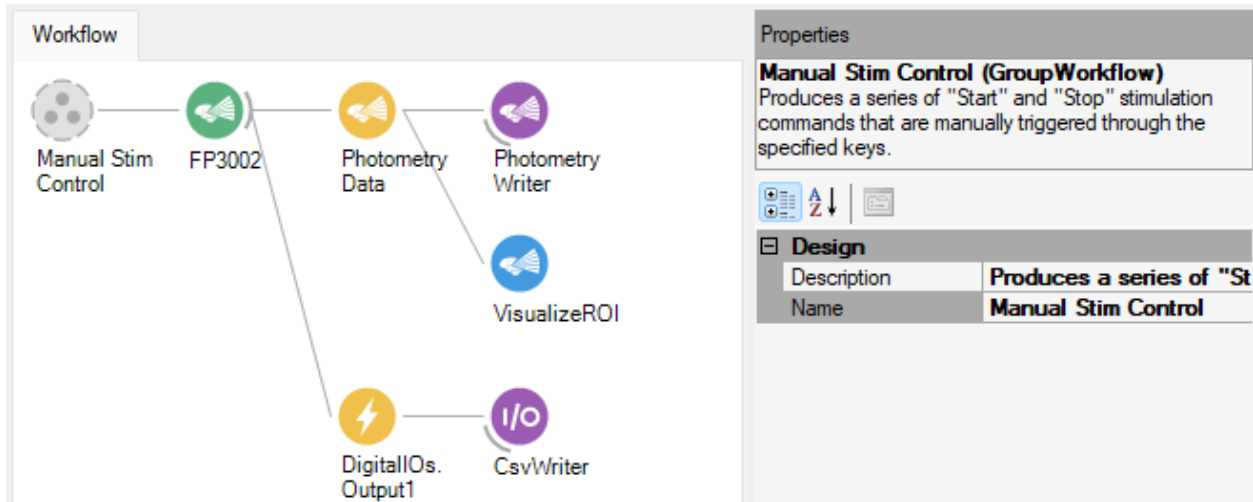 Workflow
Manual Stim
Control
FP3002
Photometry
Data
Photometry
Writer
VisualizeROI
DigitalIOs.
Output1
I/O
CsvWriter
Properties
Manual Stim Control (GroupWorkflow)
Produces a series of "Start" and "Stop" stimulation
commands that are manually triggered through the
specified keys.
A
Z
Design
Description Produces a series of "St
Name Manual Stim Control